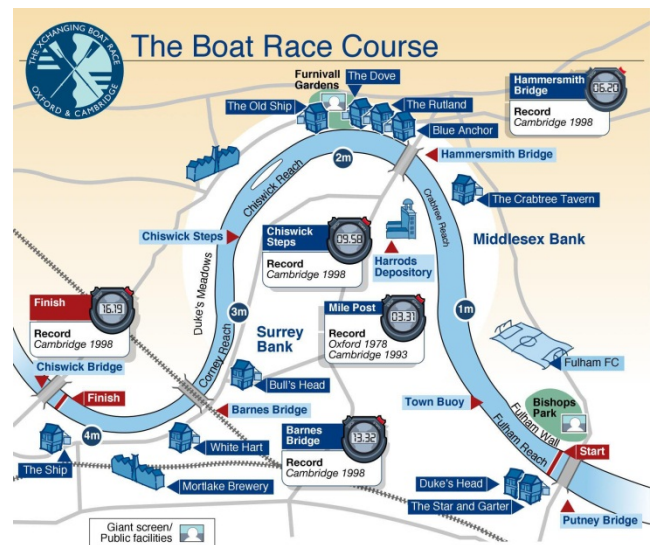 THE XCHANGING BOAT RACE
OXFORD & CAMBRIDGE
The Boat Race Course
Furnivall
Gardens
The Dove
The Old Ship
The Rutland
Blue Anchor
Hammersmith
Bridge
06.20
Record
Cambridge 1998
Hammersmith Bridge
2m
Chiswick Reach
Crabtree Reach
The Crabtree Tavern
Chiswick Steps
Chiswick
Steps
09.58
Record
Cambridge 1998
Harrods
Depository
Middlesex Bank
Duke's Meadows
3m
Corney Reach
Surrey
Bank
Mile Post
03.31
Record
Oxford 1978
Cambridge 1993
1m
Finish
16.19
Record
Cambridge 1998
Chiswick Bridge
Finish
Bull's Head
Barnes Bridge
Fulham FC
Town Buoy
Bishops
Park
Fulham Wall
Fulham Reach
Start
4m
The Ship
White Hart
Mortlake Brewery
Barnes
Bridge
13.32
Record
Cambridge 1998
Duke's Head
The Star and Garter
Putney Bridge
Giant screen/
Public facilities